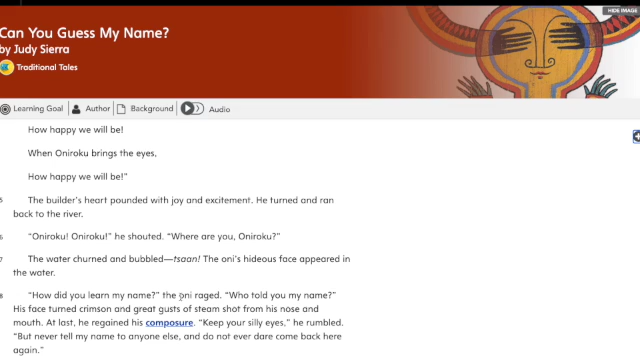 HIDE IMAGE
Can You Guess My Name?
by Judy Sierra
Traditional Tales
Learning Goal
Author
Background
Audio
How happy we will be!
When Oniroku brings the eyes,
How happy we will be!”
5 The builder’s heart pounded with joy and excitement. He turned and ran
back to the river.
6 “Oniroku! Oniroku!” he shouted. “Where are you, Oniroku?”
7 The water churned and bubbled—tsaan! The oni’s hideous face appeared in
the water.
8 “How did you learn my name?” the oni raged. “Who told you my name?”
His face turned crimson and great gusts of steam shot from his nose and
mouth. At last, he regained his composure. “Keep your silly eyes,” he rumbled.
“But never tell my name to anyone else, and do not ever dare come back here
again.”